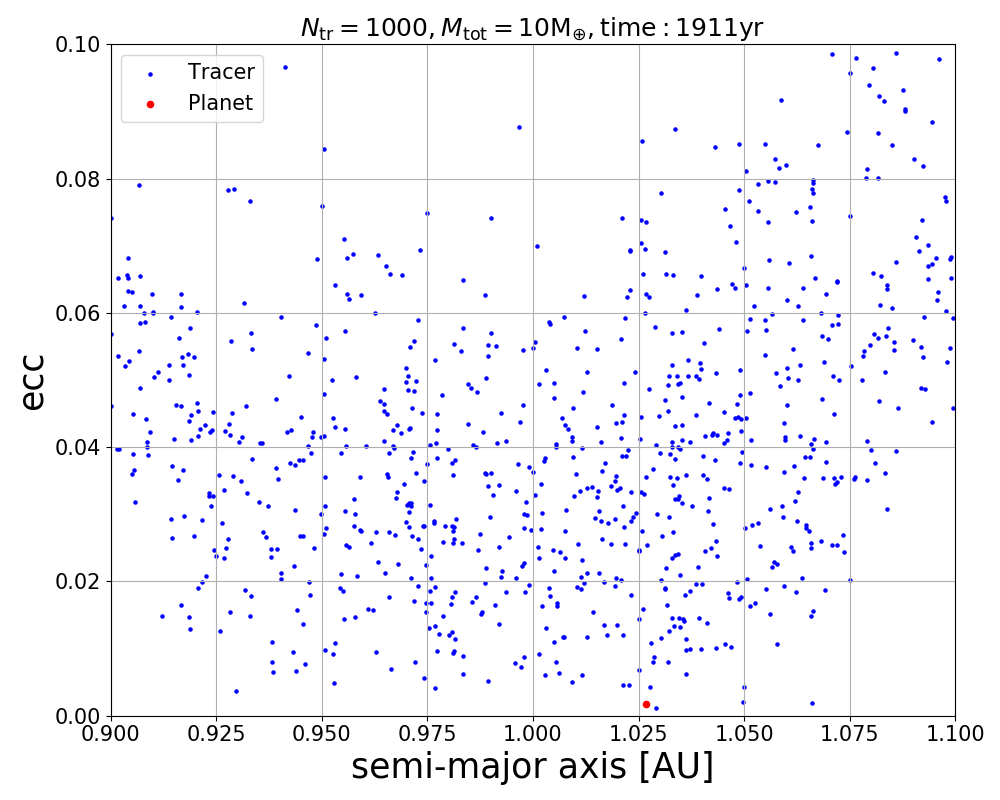 N_tr = 1000, M_tot = 10M_⊕, time : 1911yr
Tracer
Planet
ecc
0.10
0.08
0.06
0.04
0.02
0.00
0.900 0.925 0.950 0.975 1.000 1.025 1.050 1.075 1.100
semi-major axis [AU]